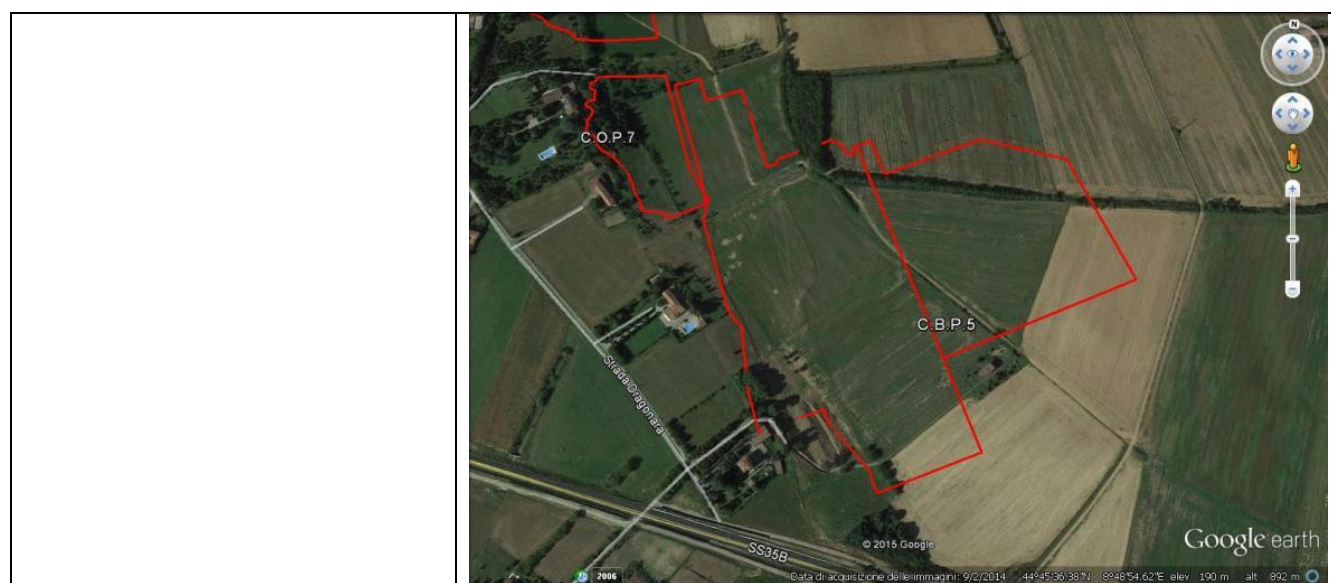 N
C.O.P.7
C.B.P.5
Strada Dragonara
SS35B
© 2015 Google
Google earth
2006
Data di acquisizione delle immagini: 9/2/2014 44°45'36.38"N 8°48'54.62"E elev 190 m alt 892 m